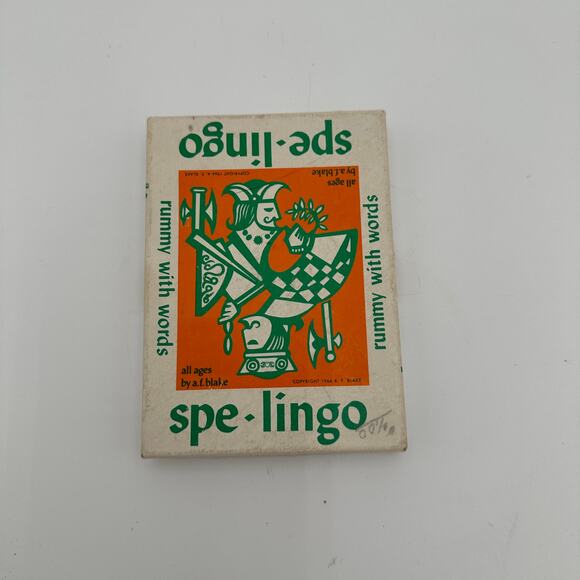 spe·lingo
COPYRIGHT 1966 A. F. BLAKE
all ages
by a.f.blake
rummy with words
rummy with words
all ages
by a.f.blake
COPYRIGHT 1966 A. F. BLAKE
spe·lingo